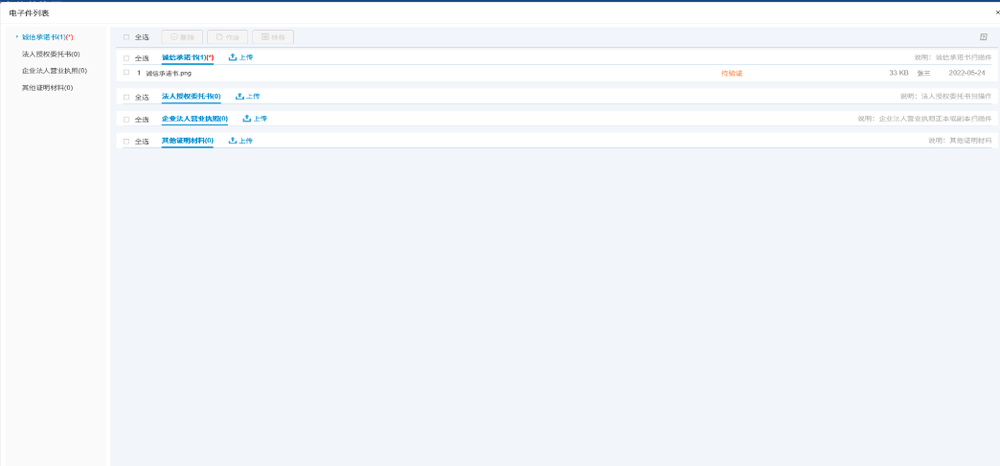 电子件列表
×
诚信承诺书(1)(*)
法人授权委托书(0)
企业法人营业执照(0)
其他证明材料(0)
全选 删除 作废 转移
全选 诚信承诺书(1)(*) 上传 说明：诚信承诺书扫描件
1 诚信承诺书.png 待验证 33 KB 张三 2022-05-24
全选 法人授权委托书(0) 上传 说明：法人授权委托书扫描件
全选 企业法人营业执照(0) 上传 说明：企业法人营业执照正本或副本扫描件
全选 其他证明材料(0) 上传 说明：其他证明材料